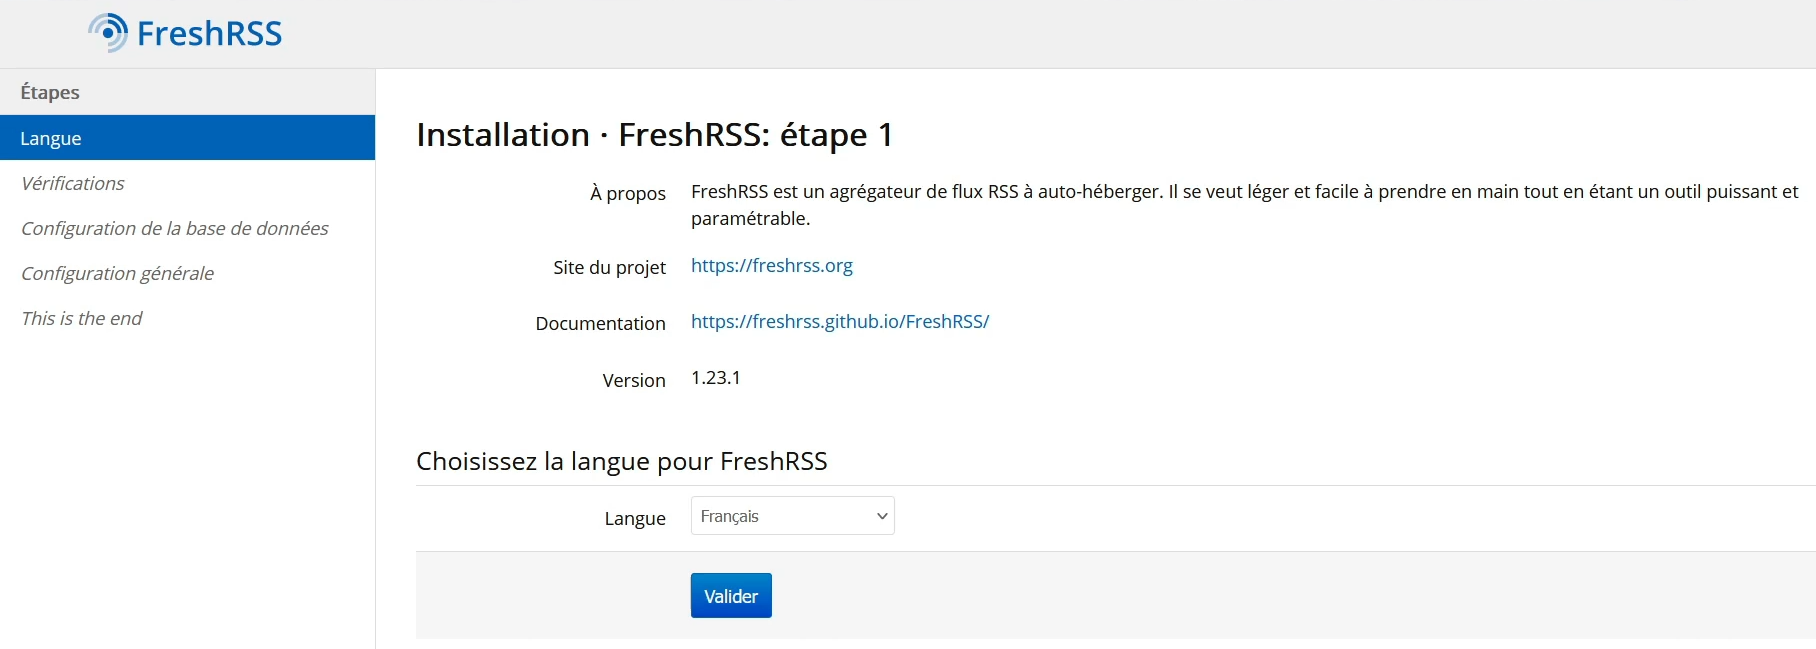 FreshRSS
Étapes
Langue
Vérifications
Configuration de la base de données
Configuration générale
This is the end
Installation · FreshRSS: étape 1
À propos
FreshRSS est un agrégateur de flux RSS à auto-héberger. Il se veut léger et facile à prendre en main tout en étant un outil puissant et
paramétrable.
Site du projet
https://freshrss.org
Documentation
https://freshrss.github.io/FreshRSS/
Version
1.23.1
Choisissez la langue pour FreshRSS
Langue
Français
Valider